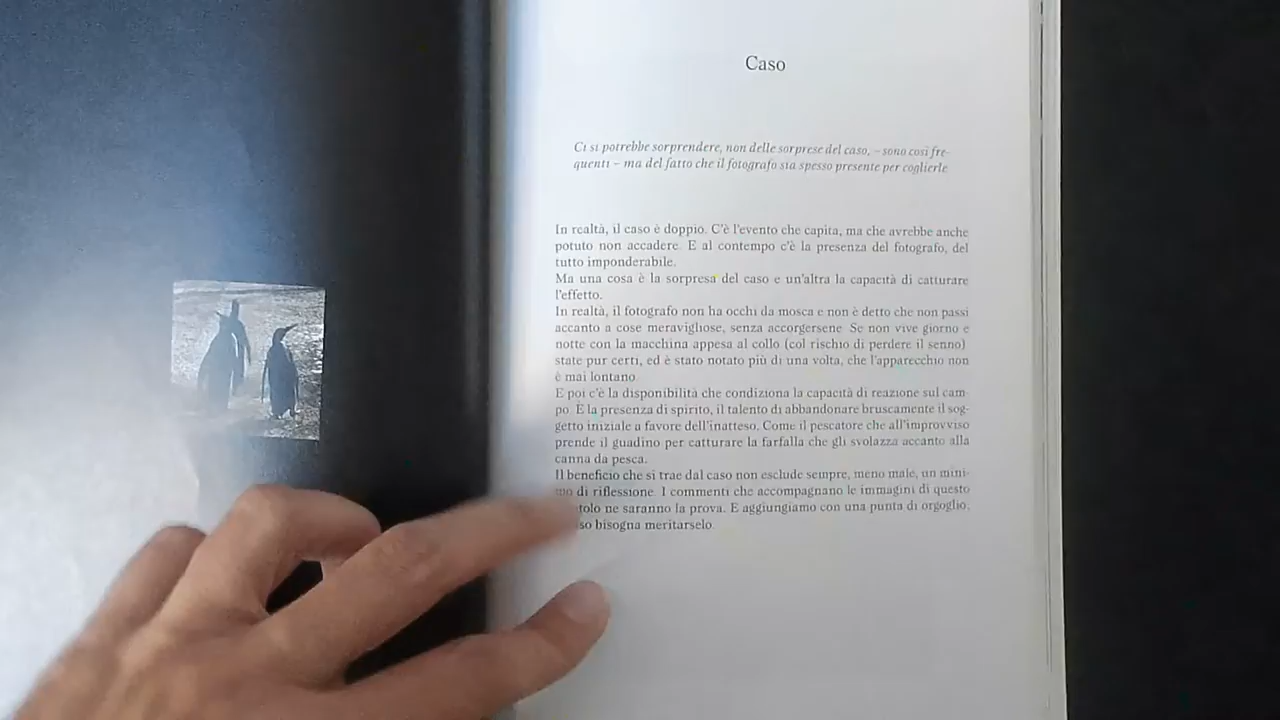 Caso
Ci si potrebbe sorprendere, non delle sorprese del caso, – sono così fre-
quenti – ma del fatto che il fotografo sia spesso presente per coglierle
In realtà, il caso è doppio. C'è l'evento che capita, ma che avrebbe anche
potuto non accadere. E al contempo c'è la presenza del fotografo, del
tutto imponderabile.
Ma una cosa è la sorpresa del caso e un'altra la capacità di catturare
l'effetto.
In realtà, il fotografo non ha occhi da mosca e non è detto che non passi
accanto a cose meravigliose, senza accorgersene. Se non vive giorno e
notte con la macchina appesa al collo (col rischio di perdere il senno)
state pur certi, ed è stato notato più di una volta, che l'apparecchio non
è mai lontano.
E poi c'è la disponibilità che condiziona la capacità di reazione sul cam-
po. È la presenza di spirito, il talento di abbandonare bruscamente il sog-
getto iniziale a favore dell'inatteso. Come il pescatore che all'improvviso
prende il guadino per catturare la farfalla che gli svolazza accanto alla
canna da pesca.
Il beneficio che si trae dal caso non esclude sempre, meno male, un mini-
mo di riflessione. I commenti che accompagnano le immagini di questo
tolo ne saranno la prova. E aggiungiamo con una punta di orgoglio,
so bisogna meritarselo.